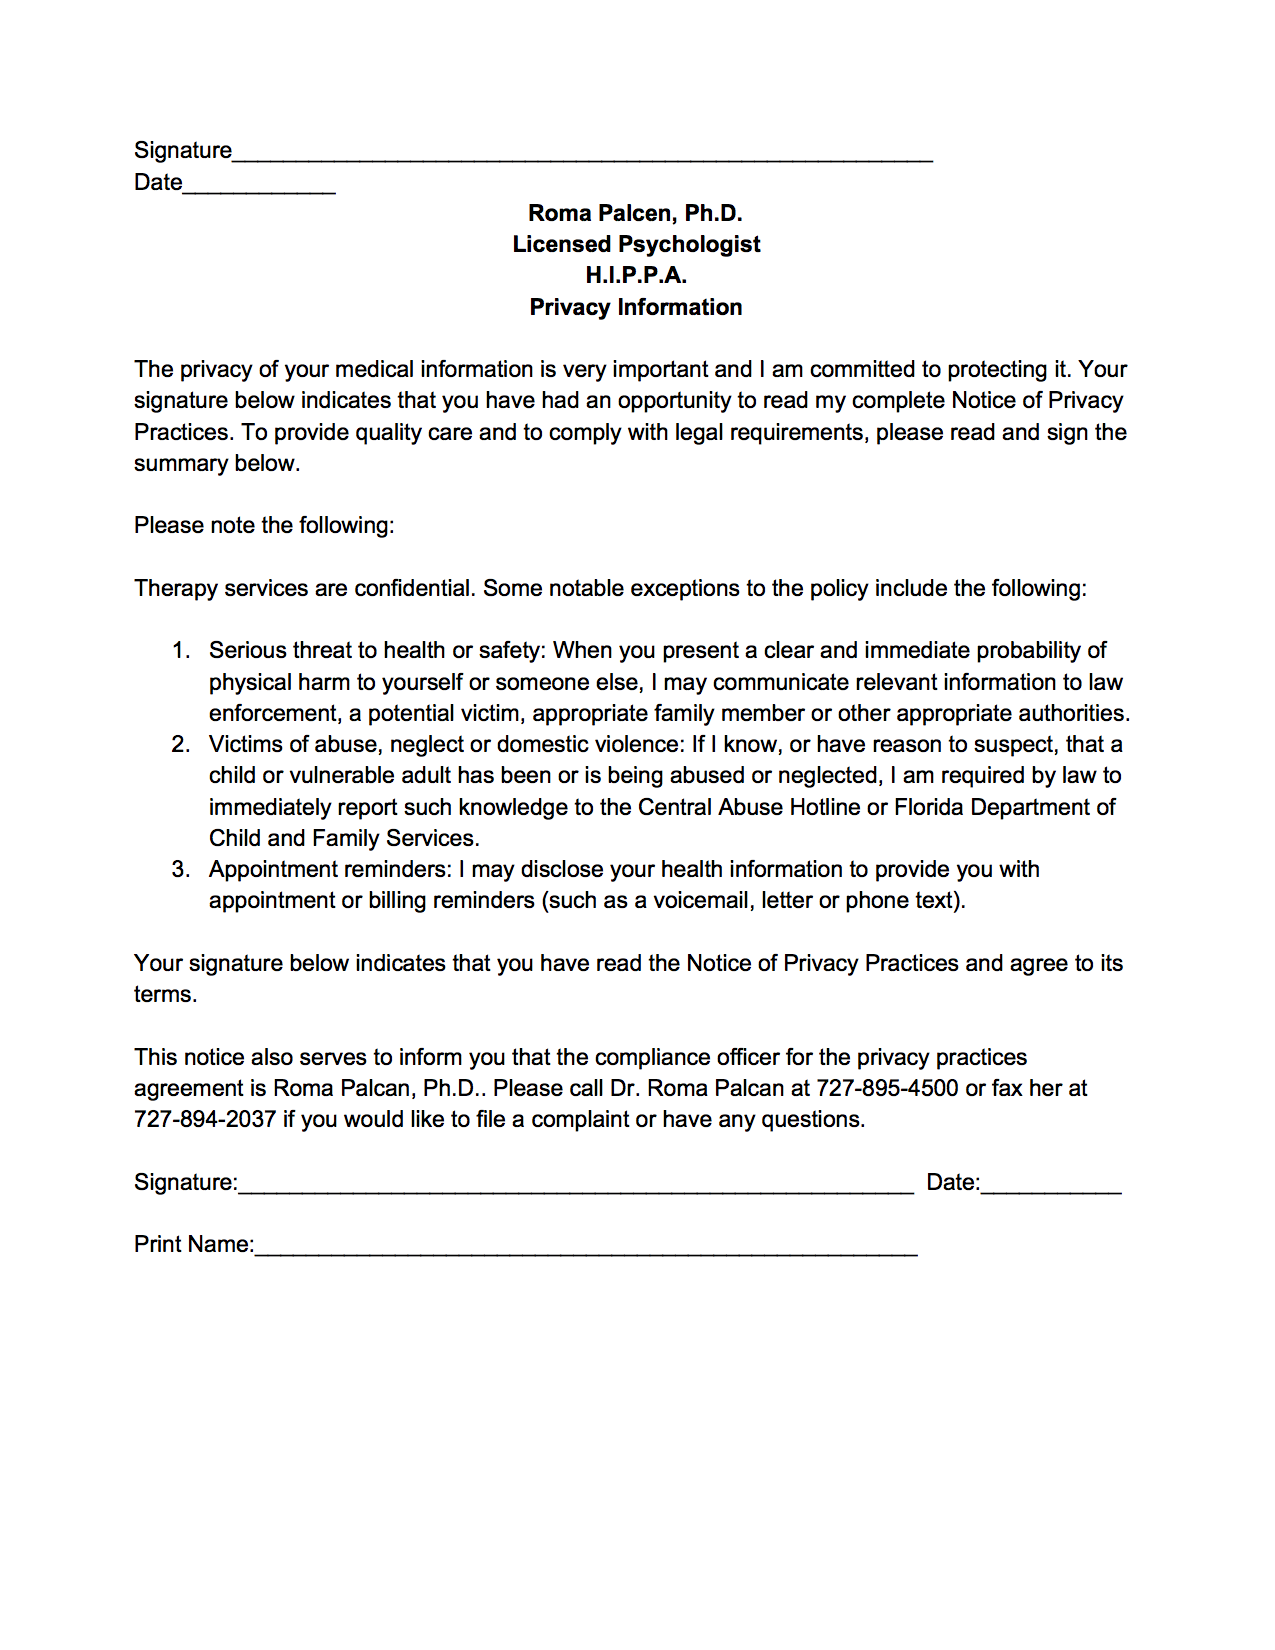 Signature_______________________________________________________
Date____________
Roma Palcen, Ph.D.
Licensed Psychologist
H.I.P.P.A.
Privacy Information
The privacy of your medical information is very important and I am committed to protecting it. Your
signature below indicates that you have had an opportunity to read my complete Notice of Privacy
Practices. To provide quality care and to comply with legal requirements, please read and sign the
summary below.
Please note the following:
Therapy services are confidential. Some notable exceptions to the policy include the following:
1. Serious threat to health or safety: When you present a clear and immediate probability of
physical harm to yourself or someone else, I may communicate relevant information to law
enforcement, a potential victim, appropriate family member or other appropriate authorities.
2. Victims of abuse, neglect or domestic violence: If I know, or have reason to suspect, that a
child or vulnerable adult has been or is being abused or neglected, I am required by law to
immediately report such knowledge to the Central Abuse Hotline or Florida Department of
Child and Family Services.
3. Appointment reminders: I may disclose your health information to provide you with
appointment or billing reminders (such as a voicemail, letter or phone text).
Your signature below indicates that you have read the Notice of Privacy Practices and agree to its
terms.
This notice also serves to inform you that the compliance officer for the privacy practices
agreement is Roma Palcan, Ph.D.. Please call Dr. Roma Palcan at 727-895-4500 or fax her at
727-894-2037 if you would like to file a complaint or have any questions.
Signature:_____________________________________________________ Date:___________
Print Name:____________________________________________________